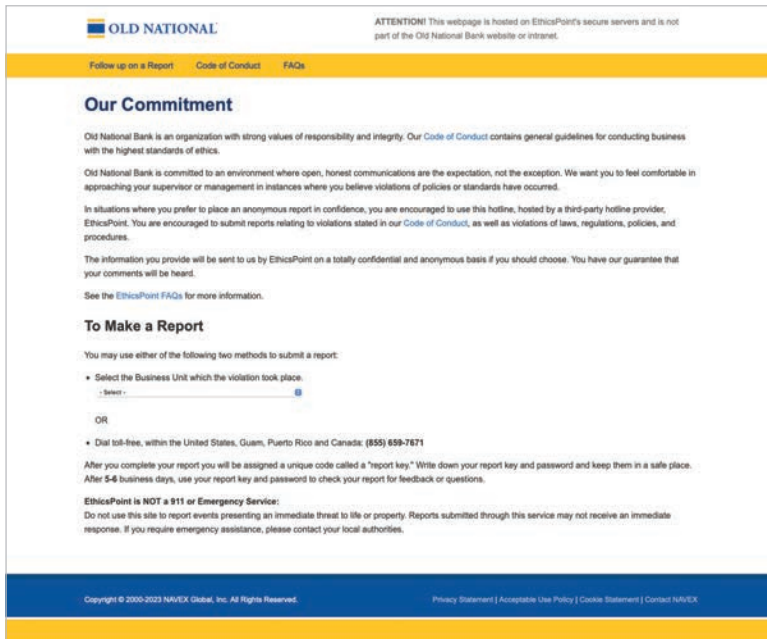 OLD NATIONAL
ATTENTION! This webpage is hosted on EthicsPoint's secure servers and is not
part of the Old National Bank website or intranet.
Follow up on a Report Code of Conduct FAQs
Our Commitment
Old National Bank is an organization with strong values of responsibility and integrity. Our Code of Conduct contains general guidelines for conducting business
with the highest standards of ethics.
Old National Bank is committed to an environment where open, honest communications are the expectation, not the exception. We want you to feel comfortable in
approaching your supervisor or management in instances where you believe violations of policies or standards have occurred.
In situations where you prefer to place an anonymous report in confidence, you are encouraged to use this hotline, hosted by a third-party hotline provider,
EthicsPoint. You are encouraged to submit reports relating to violations stated in our Code of Conduct, as well as violations of laws, regulations, policies, and
procedures.
The information you provide will be sent to us by EthicsPoint on a totally confidential and anonymous basis if you should choose. You have our guarantee that
your comments will be heard.
See the EthicsPoint FAQs for more information.
To Make a Report
You may use either of the following two methods to submit a report:
• Select the Business Unit which the violation took place.
- Select -
OR
• Dial toll-free, within the United States, Guam, Puerto Rico and Canada: (855) 659-7671
After you complete your report you will be assigned a unique code called a "report key." Write down your report key and password and keep them in a safe place.
After 5-6 business days, use your report key and password to check your report for feedback or questions.
EthicsPoint is NOT a 911 or Emergency Service:
Do not use this site to report events presenting an immediate threat to life or property. Reports submitted through this service may not receive an immediate
response. If you require emergency assistance, please contact your local authorities.
Copyright © 2000-2023 NAVEX Global, Inc. All Rights Reserved.
Privacy Statement | Acceptable Use Policy | Cookie Statement | Contact NAVEX